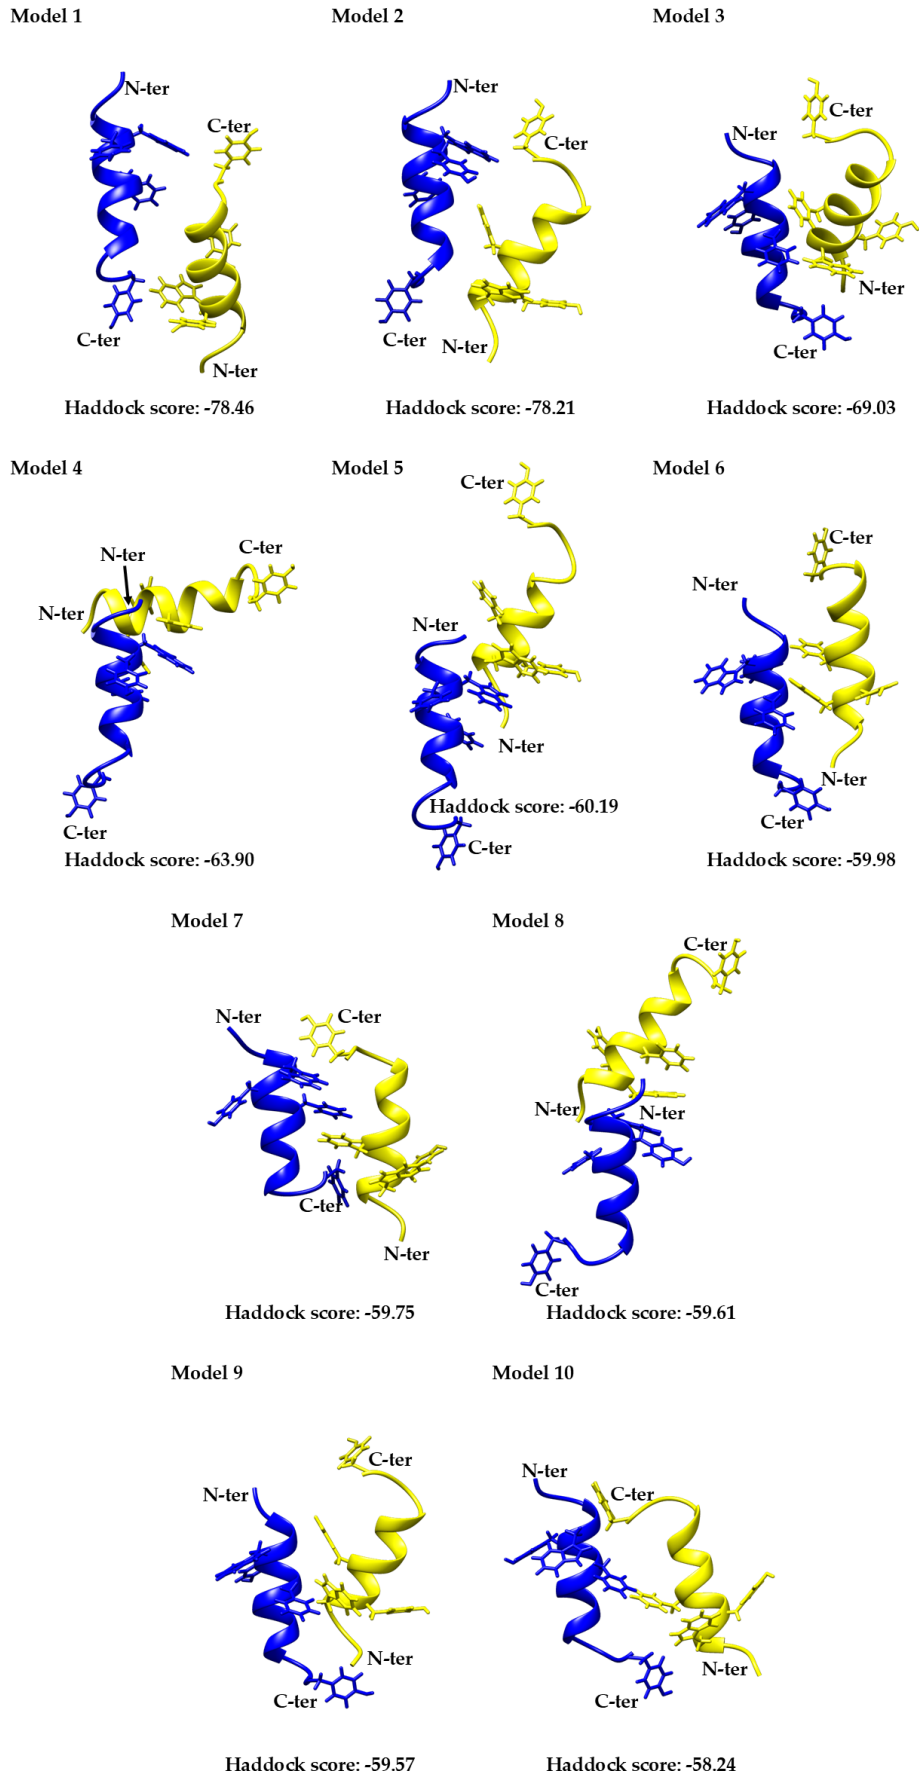 Model 1
Model 2
Model 3
N-ter
C-ter
C-ter
N-ter
Haddock score: -78.46
N-ter
C-ter
C-ter
N-ter
Haddock score: -78.21
C-ter
N-ter
N-ter
C-ter
Haddock score: -69.03
Model 4
Model 5
Model 6
N-ter
C-ter
N-ter
C-ter
Haddock score: -63.90
C-ter
N-ter
N-ter
Haddock score: -60.19
C-ter
C-ter
N-ter
N-ter
C-ter
Haddock score: -59.98
Model 7
Model 8
N-ter
C-ter
C-ter
N-ter
Haddock score: -59.75
C-ter
N-ter
N-ter
C-ter
Haddock score: -59.61
Model 9
Model 10
C-ter
N-ter
N-ter
C-ter
Haddock score: -59.57
N-ter
C-ter
N-ter
C-ter
Haddock score: -58.24